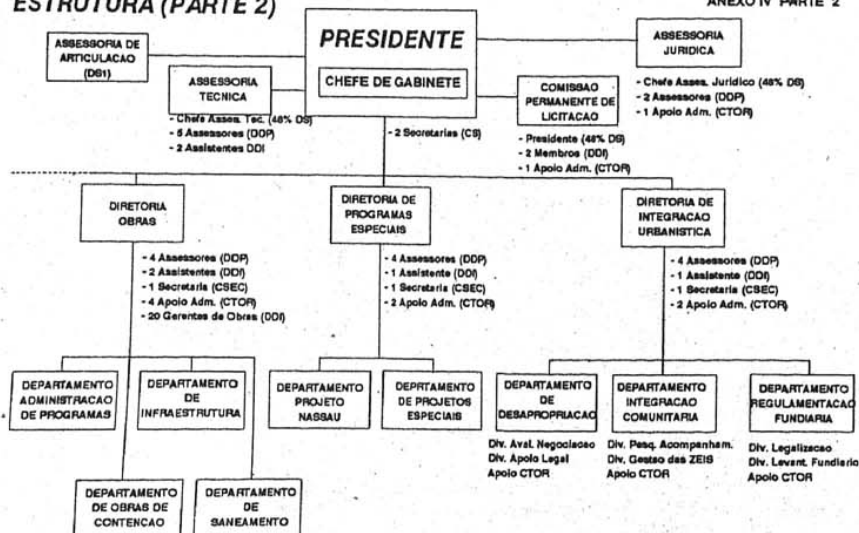 ESTRUTURA (PARTE 2)
ANEXO IV PARTE 2
ASSESSORIA DE
ARTICULACAO
(DS1)
PRESIDENTE
CHEFE DE GABINETE
ASSESSORIA
JURIDICA
- Chefe Asses. Juridico (48% DS)
- 2 Assessores (DDP)
- 1 Apoio Adm. (CTOR)
ASSESSORIA
TECNICA
- Chefe Asses. Tec. (48% DS)
- 5 Assessores (DDP)
- 2 Assistentes DDI
- 2 Secretarias (CS)
COMISSAO
PERMANENTE DE
LICITACAO
- Presidente (48% DS)
- 2 Membros (DDI)
- 1 Apoio Adm. (CTOR)
DIRETORIA
OBRAS
- 4 Assessores (DDP)
- 2 Assistentes (DDI)
- 1 Secretaria (CSEC)
- 4 Apoio Adm. (CTOR)
- 20 Gerentes de Obras (DDI)
DIRETORIA DE
PROGRAMAS
ESPECIAIS
- 4 Assessores (DDP)
- 1 Assistente (DDI)
- 1 Secretaria (CSEC)
- 2 Apoio Adm. (CTOR)
DIRETORIA DE
INTEGRACAO
URBANISTICA
- 4 Assessores (DDP)
- 1 Assistente (DDI)
- 1 Secretaria (CSEC)
- 2 Apoio Adm. (CTOR)
DEPARTAMENTO
ADMINISTRACAO
DE PROGRAMAS
DEPARTAMENTO
DE
INFRAESTRUTURA
DEPARTAMENTO
PROJETO
NASSAU
DEPRTAMENTO
DE PROJETOS
ESPECIAIS
DEPARTAMENTO
DE
DESAPROPRIACAO
Div. Aval. Negociacao
Div. Apoio Legal
Apoio CTOR
DEPARTAMENTO
INTEGRACAO
COMUNITARIA
Div. Pesq. Acompanham.
Div. Gestao das ZEIS
Apoio CTOR
DEPARTAMENTO
REGULAMENTACAO
FUNDIARIA
Div. Legalizacao
Div. Levant. Fundiario
Apoio CTOR
DEPARTAMENTO
DE OBRAS DE
CONTENCAO
DEPARTAMENTO
DE
SANEAMENTO